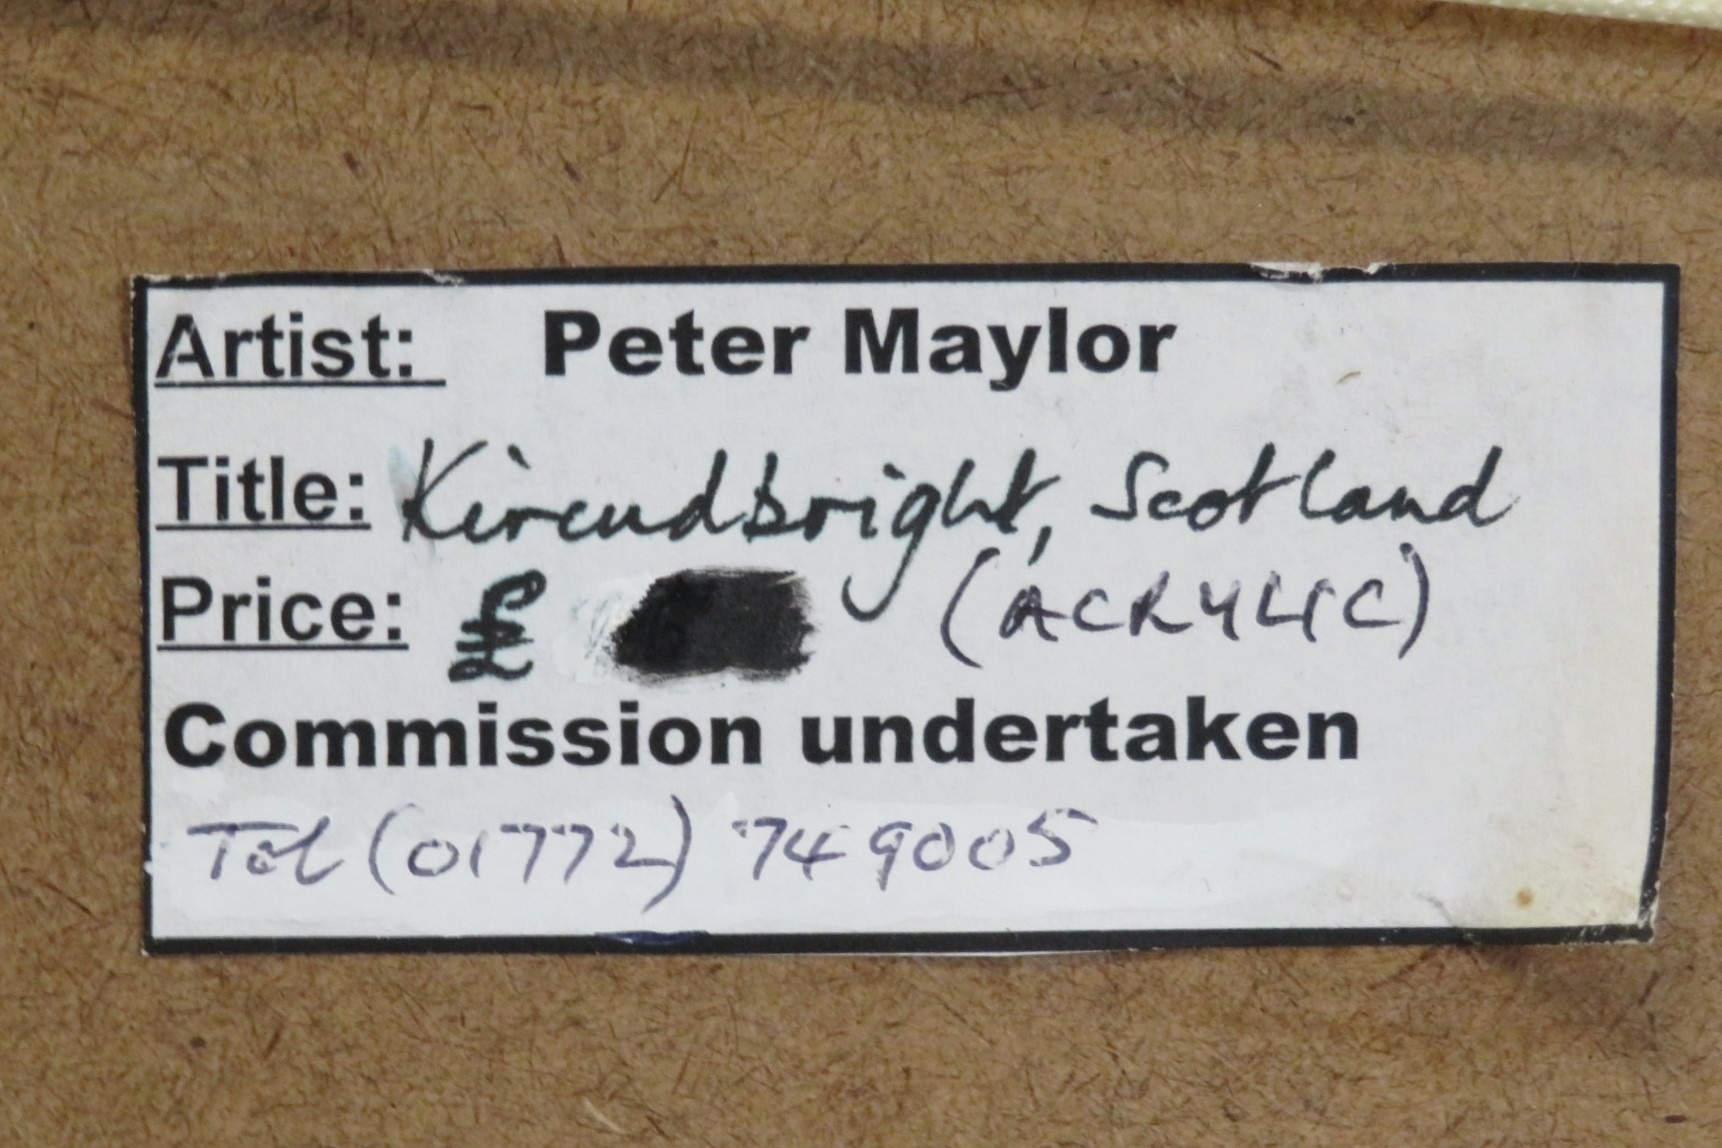 Artist: Peter Maylor
Title: Kircudbright, Scotland
Price: £ (ACRYLIC)
Commission undertaken
Tel (01772) 749005